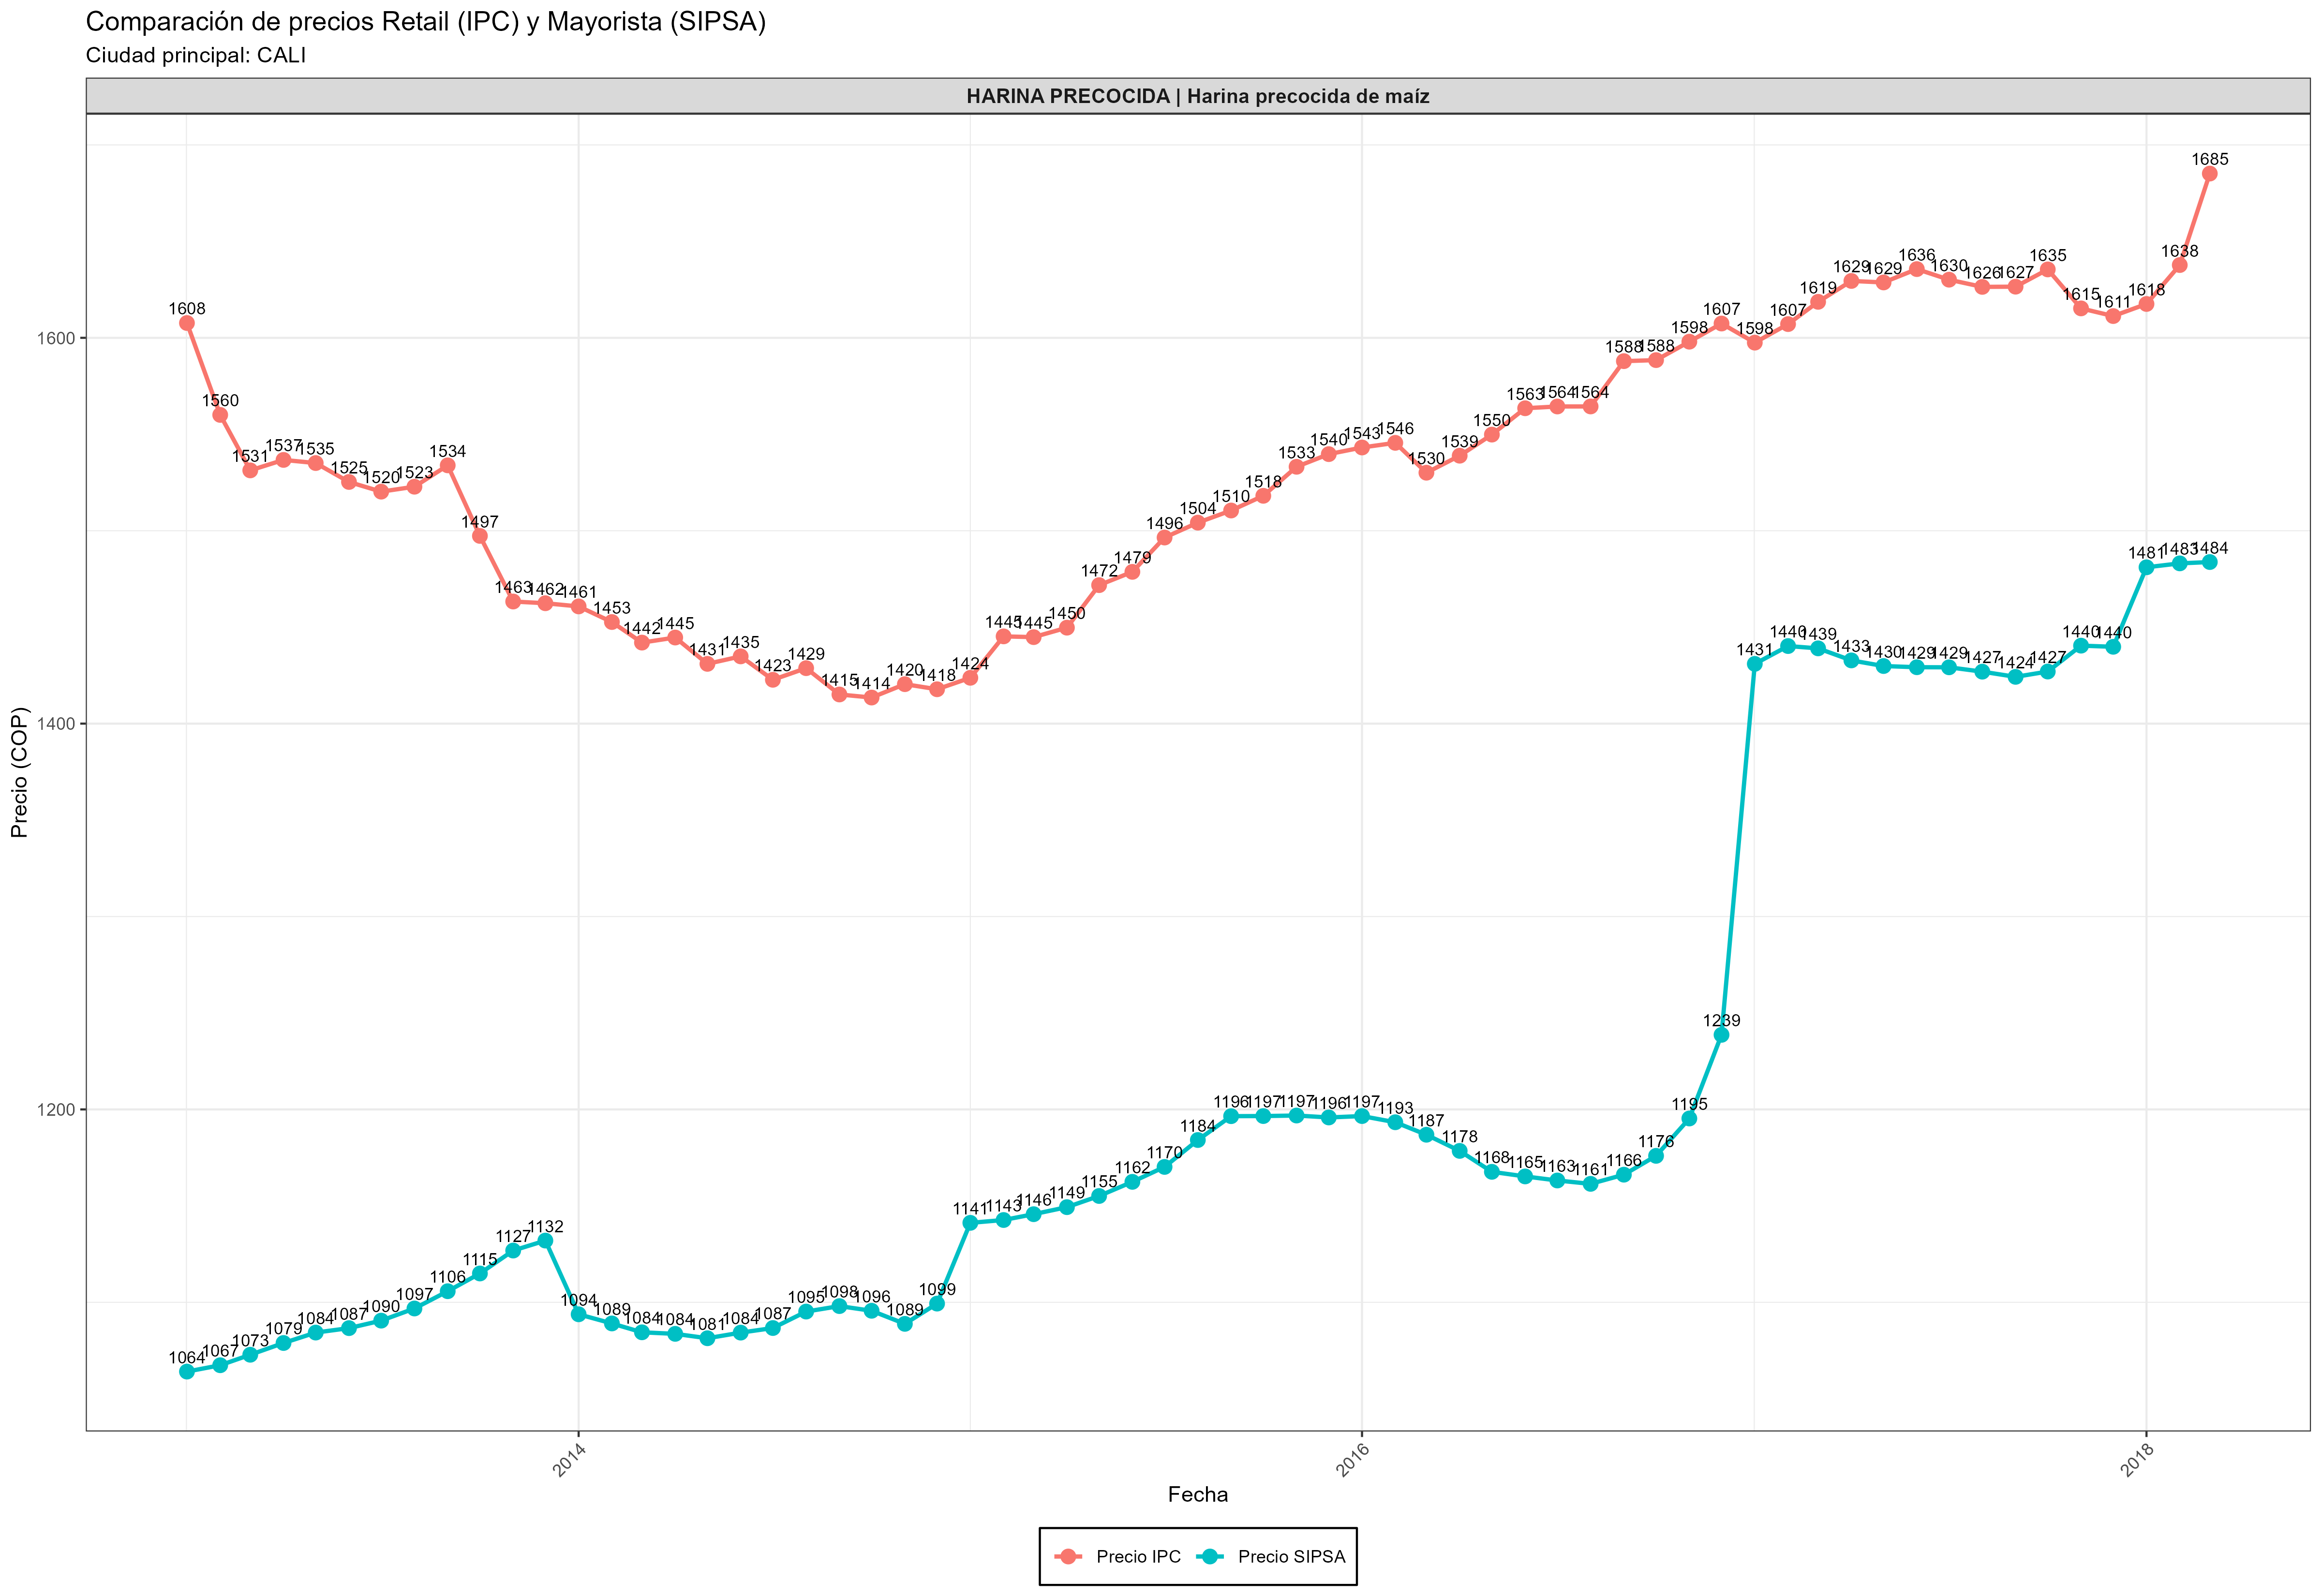 Comparación de precios Retail (IPC) y Mayorista (SIPSA)
Ciudad principal: CALI
HARINA PRECOCIDA | Harina precocida de maíz
Precio (COP)
1600
1400
1200
1608 1560 1531 1537 1535 1525 1520 1523 1534 1497 1463 1462 1461 1453 1442 1445 1431 1435 1423 1429 1415 1414 1420 1418 1424 1445 1445 1450 1472 1479 1496 1504 1510 1518 1533 1540 1543 1546 1530 1539 1550 1563 1564 1564 1588 1588 1598 1607 1598 1607 1619 1629 1629 1636 1630 1626 1627 1635 1615 1611 1618 1638 1685
1064 1067 1073 1079 1084 1087 1090 1097 1106 1115 1127 1132 1094 1089 1084 1084 1081 1084 1087 1095 1098 1096 1089 1099 1141 1143 1146 1149 1155 1162 1170 1184 1196 1197 1197 1196 1197 1193 1187 1178 1168 1165 1163 1161 1166 1176 1195 1239 1431 1440 1439 1433 1430 1429 1429 1427 1424 1427 1440 1440 1481 1483 1484
2014 2016 2018
Fecha
Precio IPC Precio SIPSA